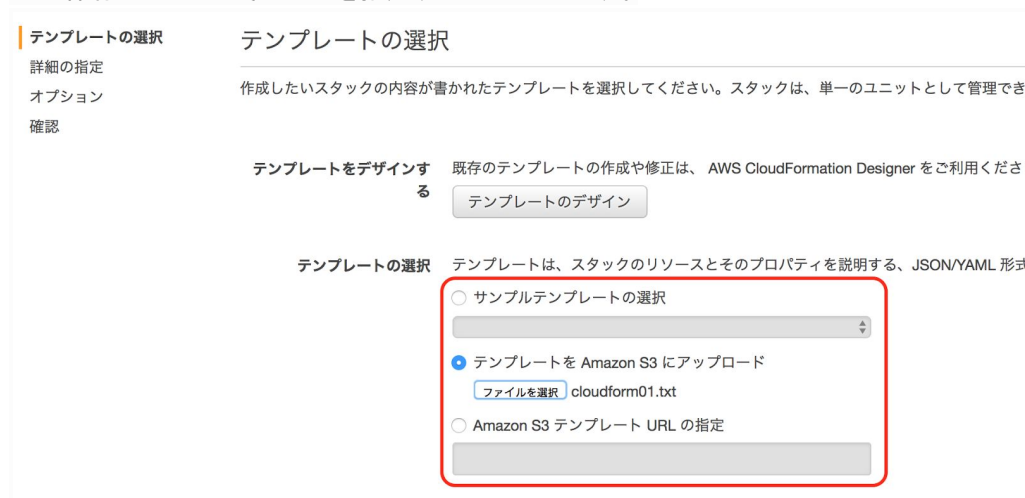 テンプレートの選択
詳細の指定
オプション
確認
テンプレートの選択
作成したいスタックの内容が書かれたテンプレートを選択してください。スタックは、単一のユニットとして管理でき
テンプレートをデザインす
る
既存のテンプレートの作成や修正は、 AWS CloudFormation Designer をご利用くださ
テンプレートのデザイン
テンプレートの選択
テンプレートは、スタックのリソースとそのプロパティを説明する、JSON/YAML 形式
サンプルテンプレートの選択
テンプレートを Amazon S3 にアップロード
ファイルを選択 cloudform01.txt
Amazon S3 テンプレート URL の指定